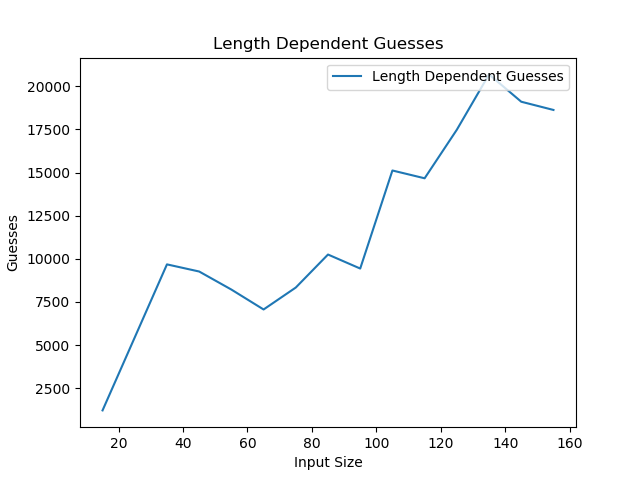 Length Dependent Guesses
Length Dependent Guesses
20000
17500
15000
12500
10000
7500
5000
2500
Guesses
20 40 60 80 100 120 140 160
Input Size